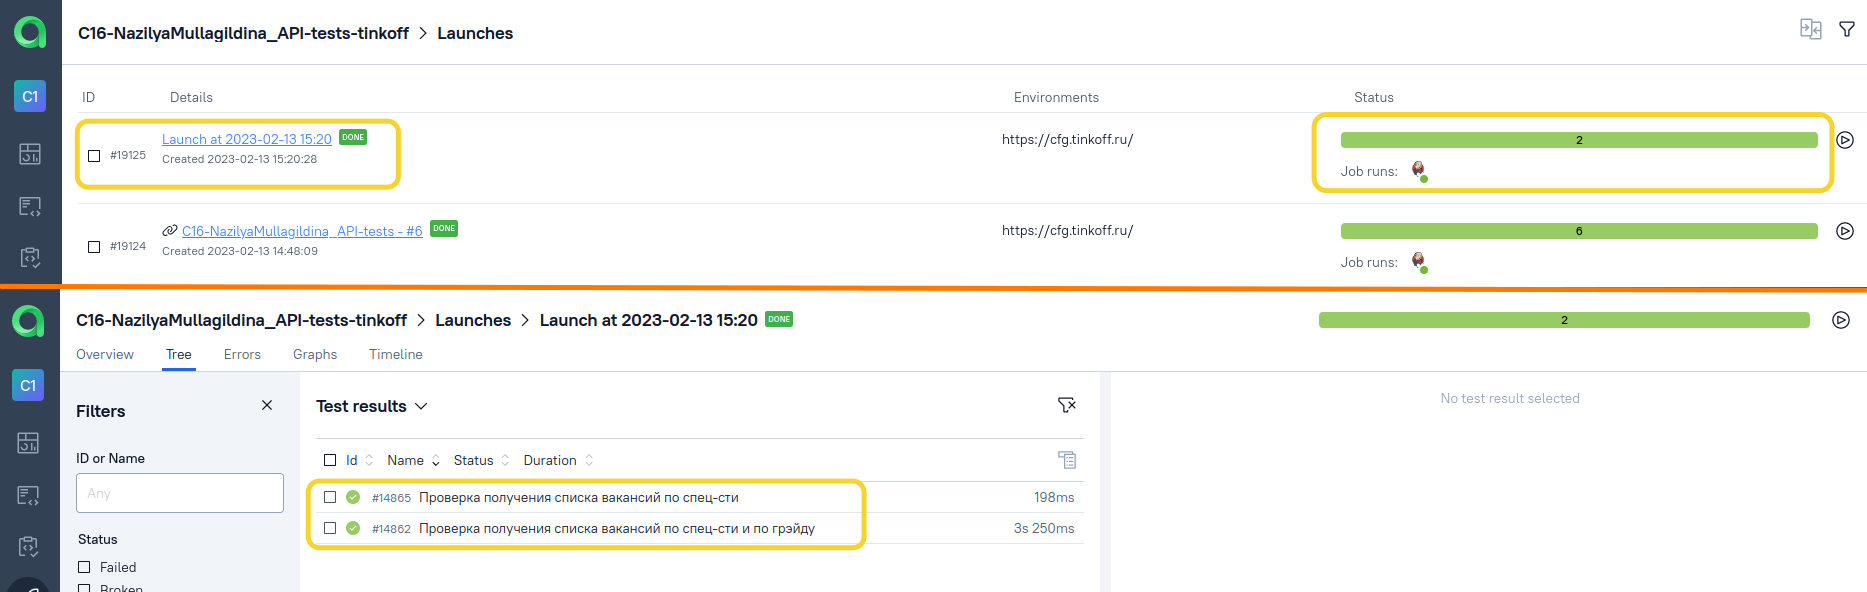 C16-NazilyaMullagildina_API-tests-tinkoff > Launches
C1
ID Details Environments Status
#19125 Launch at 2023-02-13 15:20 DONE https://cfg.tinkoff.ru/ 2
Created 2023-02-13 15:20:28 Job runs:
#19124 C16-NazilyaMullagildina_API-tests - #6 DONE https://cfg.tinkoff.ru/ 6
Created 2023-02-13 14:48:09 Job runs:
C16-NazilyaMullagildina_API-tests-tinkoff > Launches > Launch at 2023-02-13 15:20 DONE 2
Overview Tree Errors Graphs Timeline
C1
Filters
Test results
No test result selected
ID or Name
Id Name Status Duration
Any
#14865 Проверка получения списка вакансий по спец-сти 198ms
#14862 Проверка получения списка вакансий по спец-сти и по грэйду 3s 250ms
Status
Failed
Broken